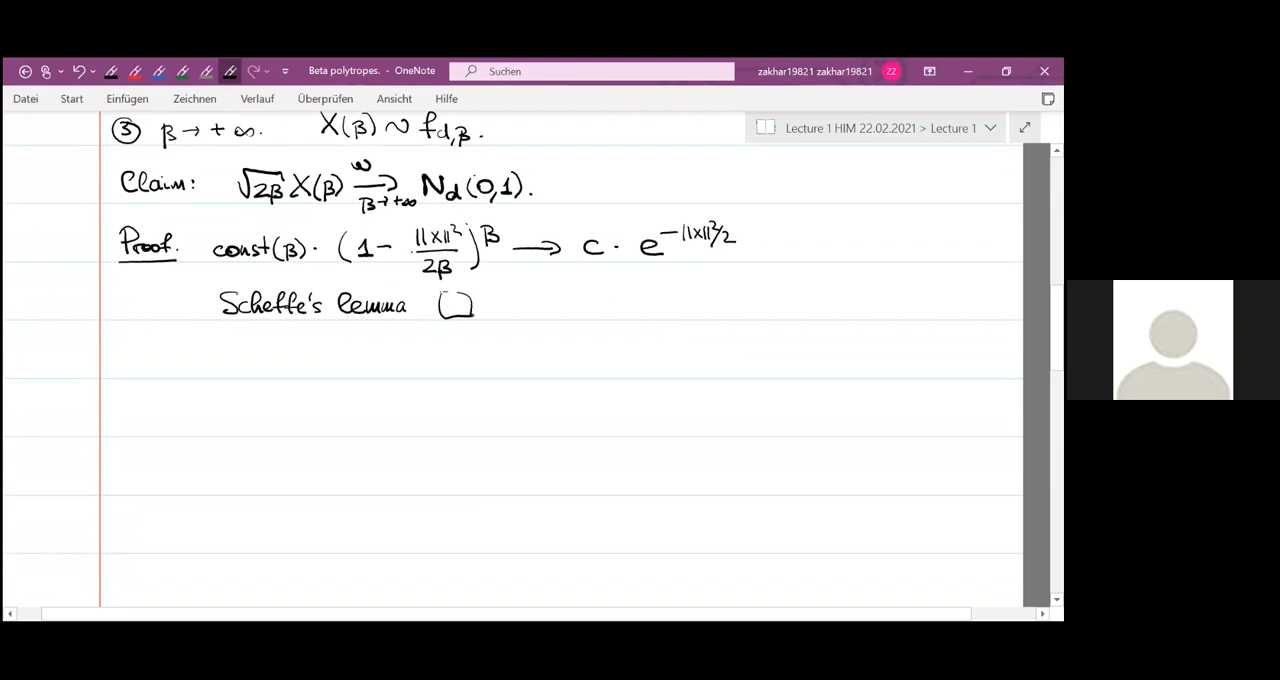 Beta polytropes. - OneNote
Suchen
zakhar19821 zakhar19821 ZZ
Datei Start Einfügen Zeichnen Verlauf Überprüfen Ansicht Hilfe
Lecture 1 HIM 22.02.2021 > Lecture 1
③ β → +∞. X(β) ~ f_{d,β}.
Claim: √2β X(β) →^w_{β→+∞} N_d(0,1).
Proof. const(β) · (1 - ||x||²/2β)^β → c · e^{-||x||²/2}
Scheffe's lemma □